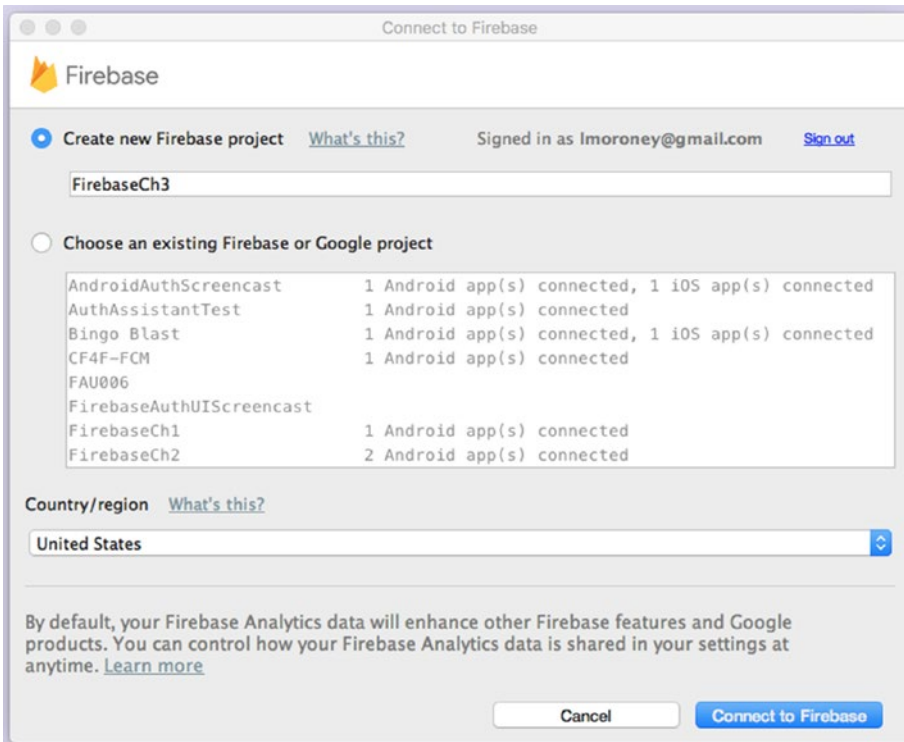 Connect to Firebase
Firebase
Create new Firebase project What's this? Signed in as lmoroney@gmail.com Sign out
FirebaseCh3
Choose an existing Firebase or Google project
AndroidAuthScreencast 1 Android app(s) connected, 1 iOS app(s) connected
AuthAssistantTest 1 Android app(s) connected
Bingo Blast 1 Android app(s) connected, 1 iOS app(s) connected
CF4F-FCM 1 Android app(s) connected
FAU006
FirebaseAuthUIScreencast
FirebaseCh1 1 Android app(s) connected
FirebaseCh2 2 Android app(s) connected
Country/region What's this?
United States
By default, your Firebase Analytics data will enhance other Firebase features and Google
products. You can control how your Firebase Analytics data is shared in your settings at
anytime. Learn more
Cancel Connect to Firebase